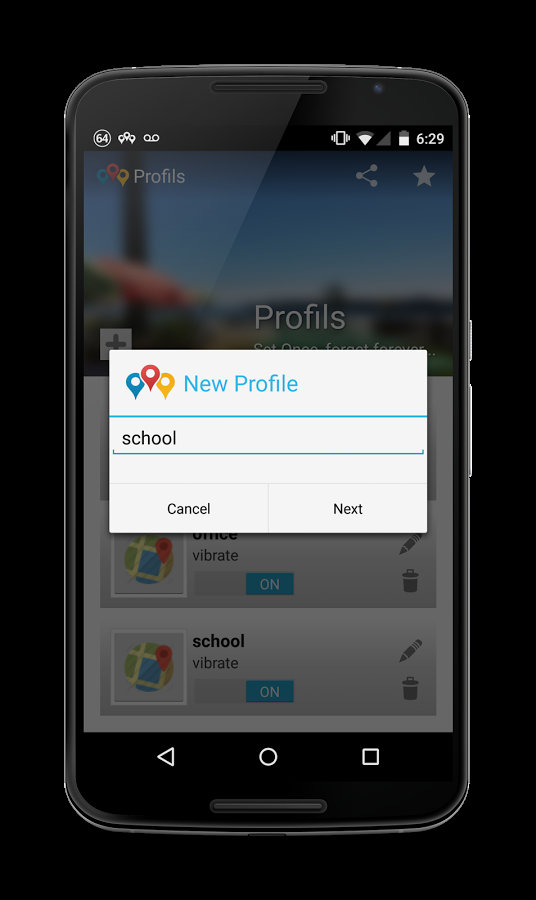 64
6:29
Profils
Profils
Set Once, forget forever...
New Profile
school
Cancel
Next
office
vibrate
ON
school
vibrate
ON